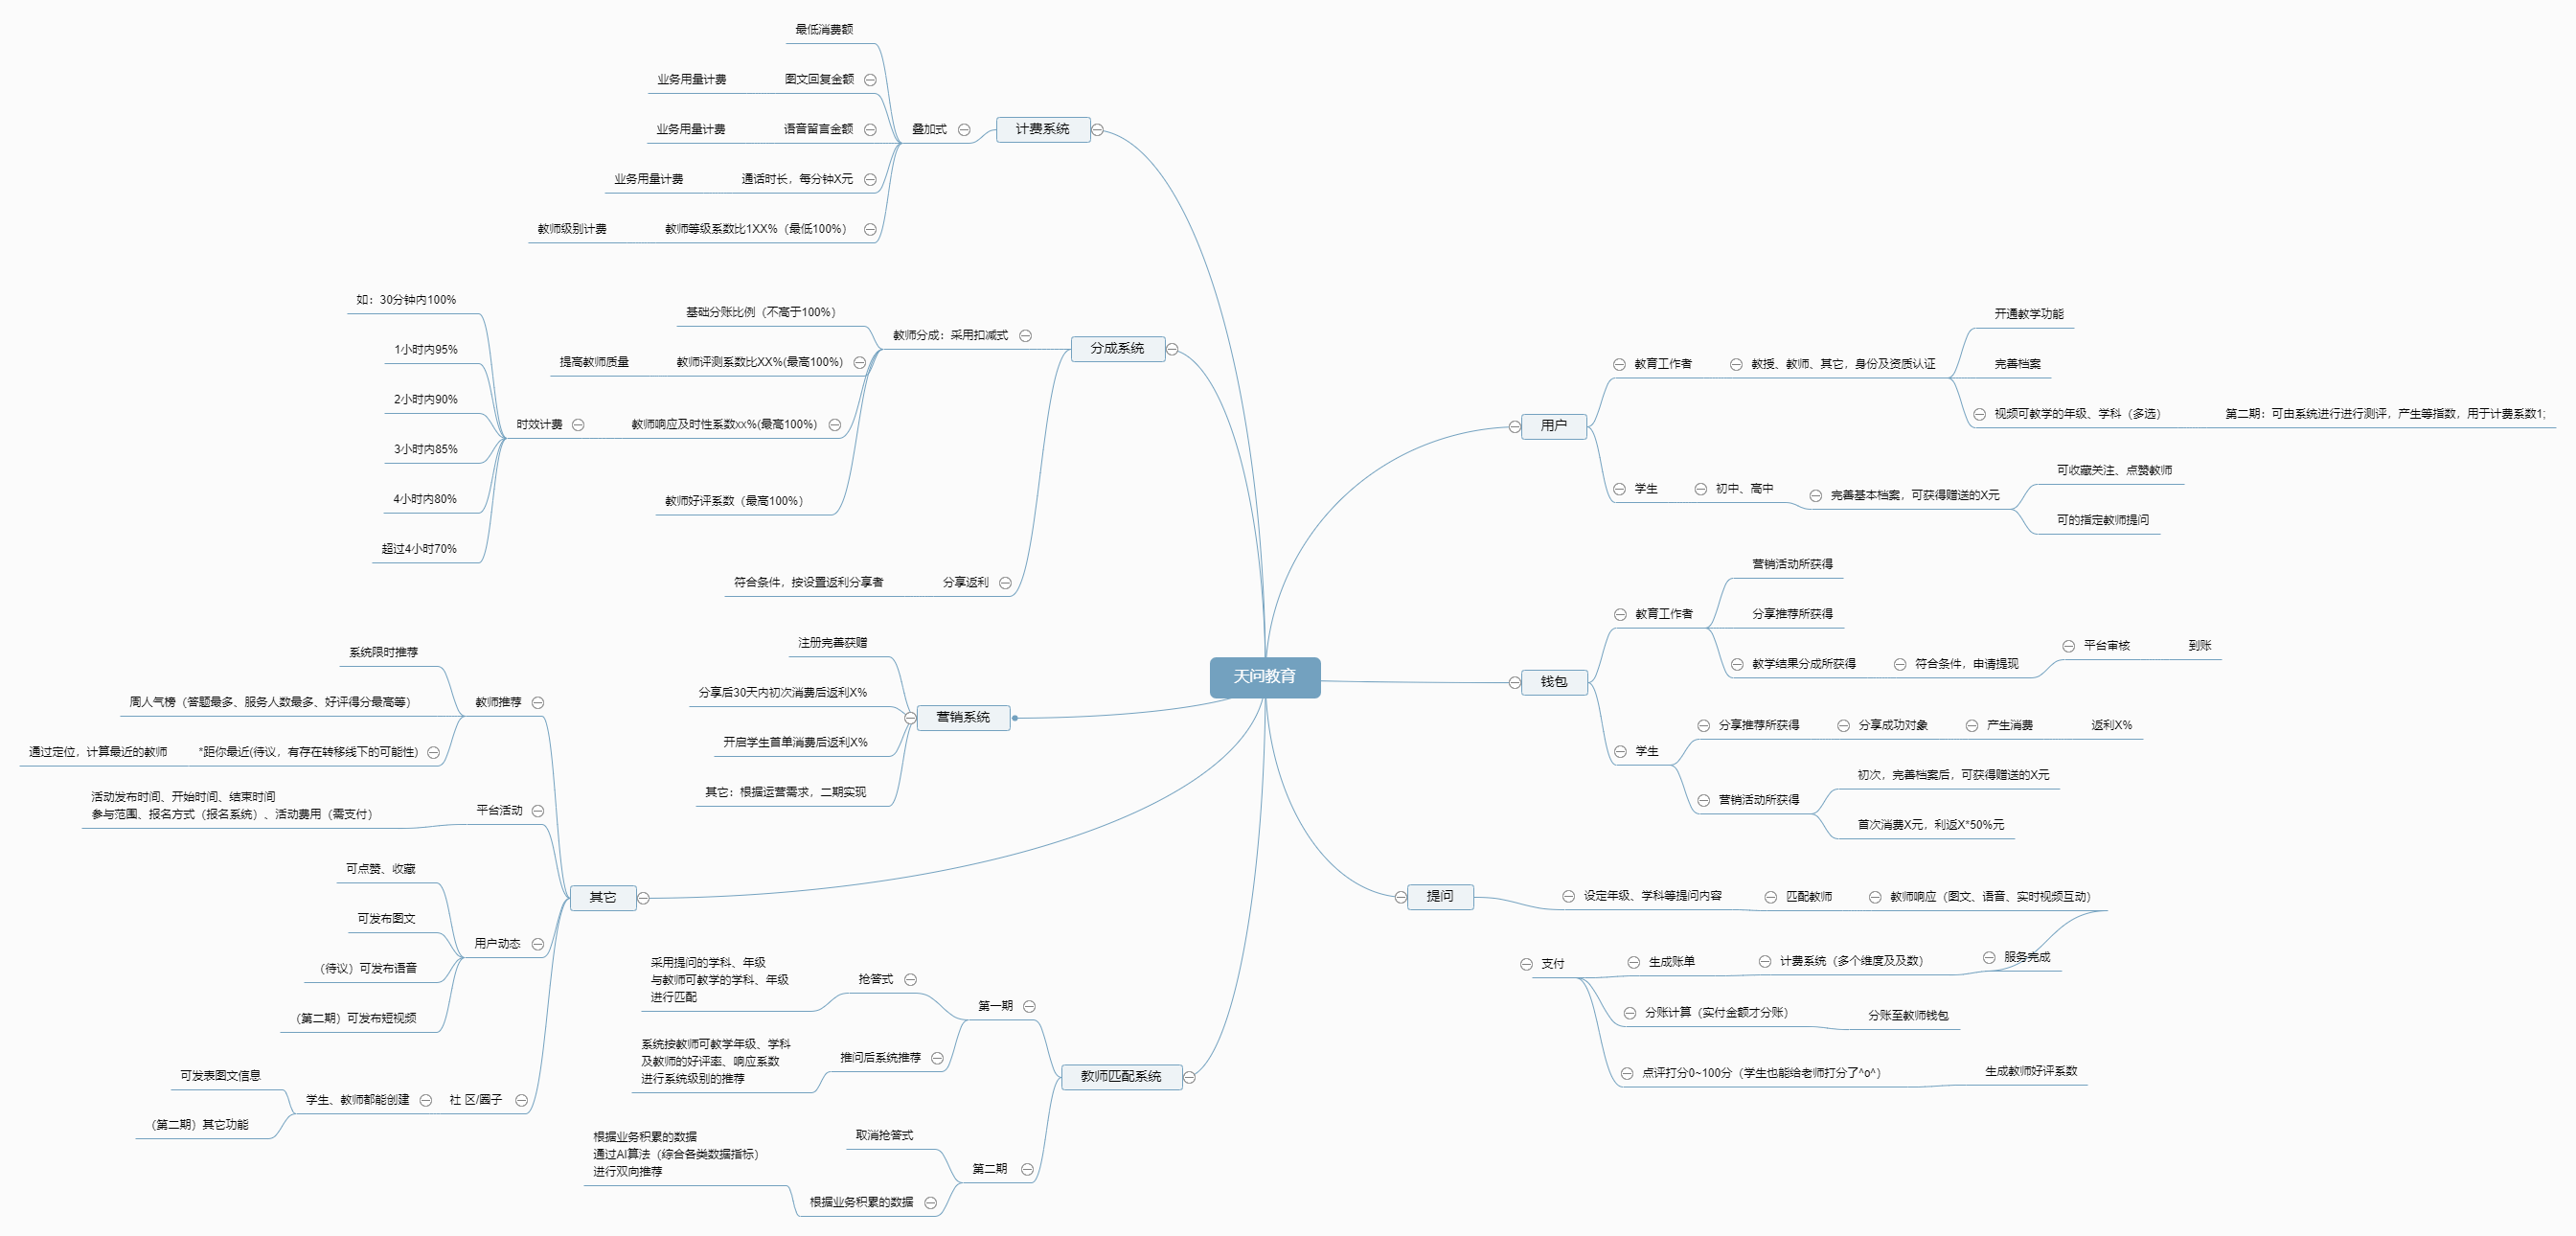 天问教育
计费系统
叠加式
最低消费额
图文回复金额
业务用量计费
语音留言金额
业务用量计费
通话时长，每分钟X元
业务用量计费
教师等级系数比1XX%（最低100%）
教师级别计费
分成系统
教师分成：采用扣减式
基础分账比例（不高于100%）
教师评测系数比XX%(最高100%)
提高教师质量
教师响应及时性系数xx%(最高100%)
时效计费
如：30分钟内100%
1小时内95%
2小时内90%
3小时内85%
4小时内80%
超过4小时70%
教师好评系数（最高100%）
分享返利
符合条件，按设置返利分享者
营销系统
注册完善获赠
分享后30天内初次消费后返利X%
开启学生首单消费后返利X%
其它：根据运营需求，二期实现
其它
教师推荐
系统限时推荐
周人气榜（答题最多、服务人数最多、好评得分最高等）
*距你最近(待议，有存在转移线下的可能性)
通过定位，计算最近的教师
平台活动
活动发布时间、开始时间、结束时间
参与范围、报名方式（报名系统）、活动费用（需支付）
用户动态
可点赞、收藏
可发布图文
（待议）可发布语音
（第二期）可发布短视频
社 区/圈子
学生、教师都能创建
可发表图文信息
（第二期）其它功能
教师匹配系统
第一期
抢答式
采用提问的学科、年级
与教师可教学的学科、年级
进行匹配
推问后系统推荐
系统按教师可教学年级、学科
及教师的好评率、响应系数
进行系统级别的推荐
第二期
取消抢答式
根据业务积累的数据
根据业务积累的数据
通过AI算法（综合各类数据指标）
进行双向推荐
用户
教育工作者
教授、教师、其它，身份及资质认证
开通教学功能
完善档案
视频可教学的年级、学科（多选）
第二期：可由系统进行进行测评，产生等指数，用于计费系数1;
学生
初中、高中
完善基本档案，可获得赠送的X元
可收藏关注、点赞教师
可的指定教师提问
钱包
教育工作者
营销活动所获得
分享推荐所获得
教学结果分成所获得
符合条件，申请提现
平台审核
到账
学生
分享推荐所获得
分享成功对象
产生消费
返利X%
营销活动所获得
初次，完善档案后，可获得赠送的X元
首次消费X元，利返X*50%元
提问
设定年级、学科等提问内容
匹配教师
教师响应（图文、语音、实时视频互动）
服务完成
计费系统（多个维度及及数）
生成账单
支付
分账计算（实付金额才分账）
分账至教师钱包
点评打分0~100分（学生也能给老师打分了^o^）
生成教师好评系数